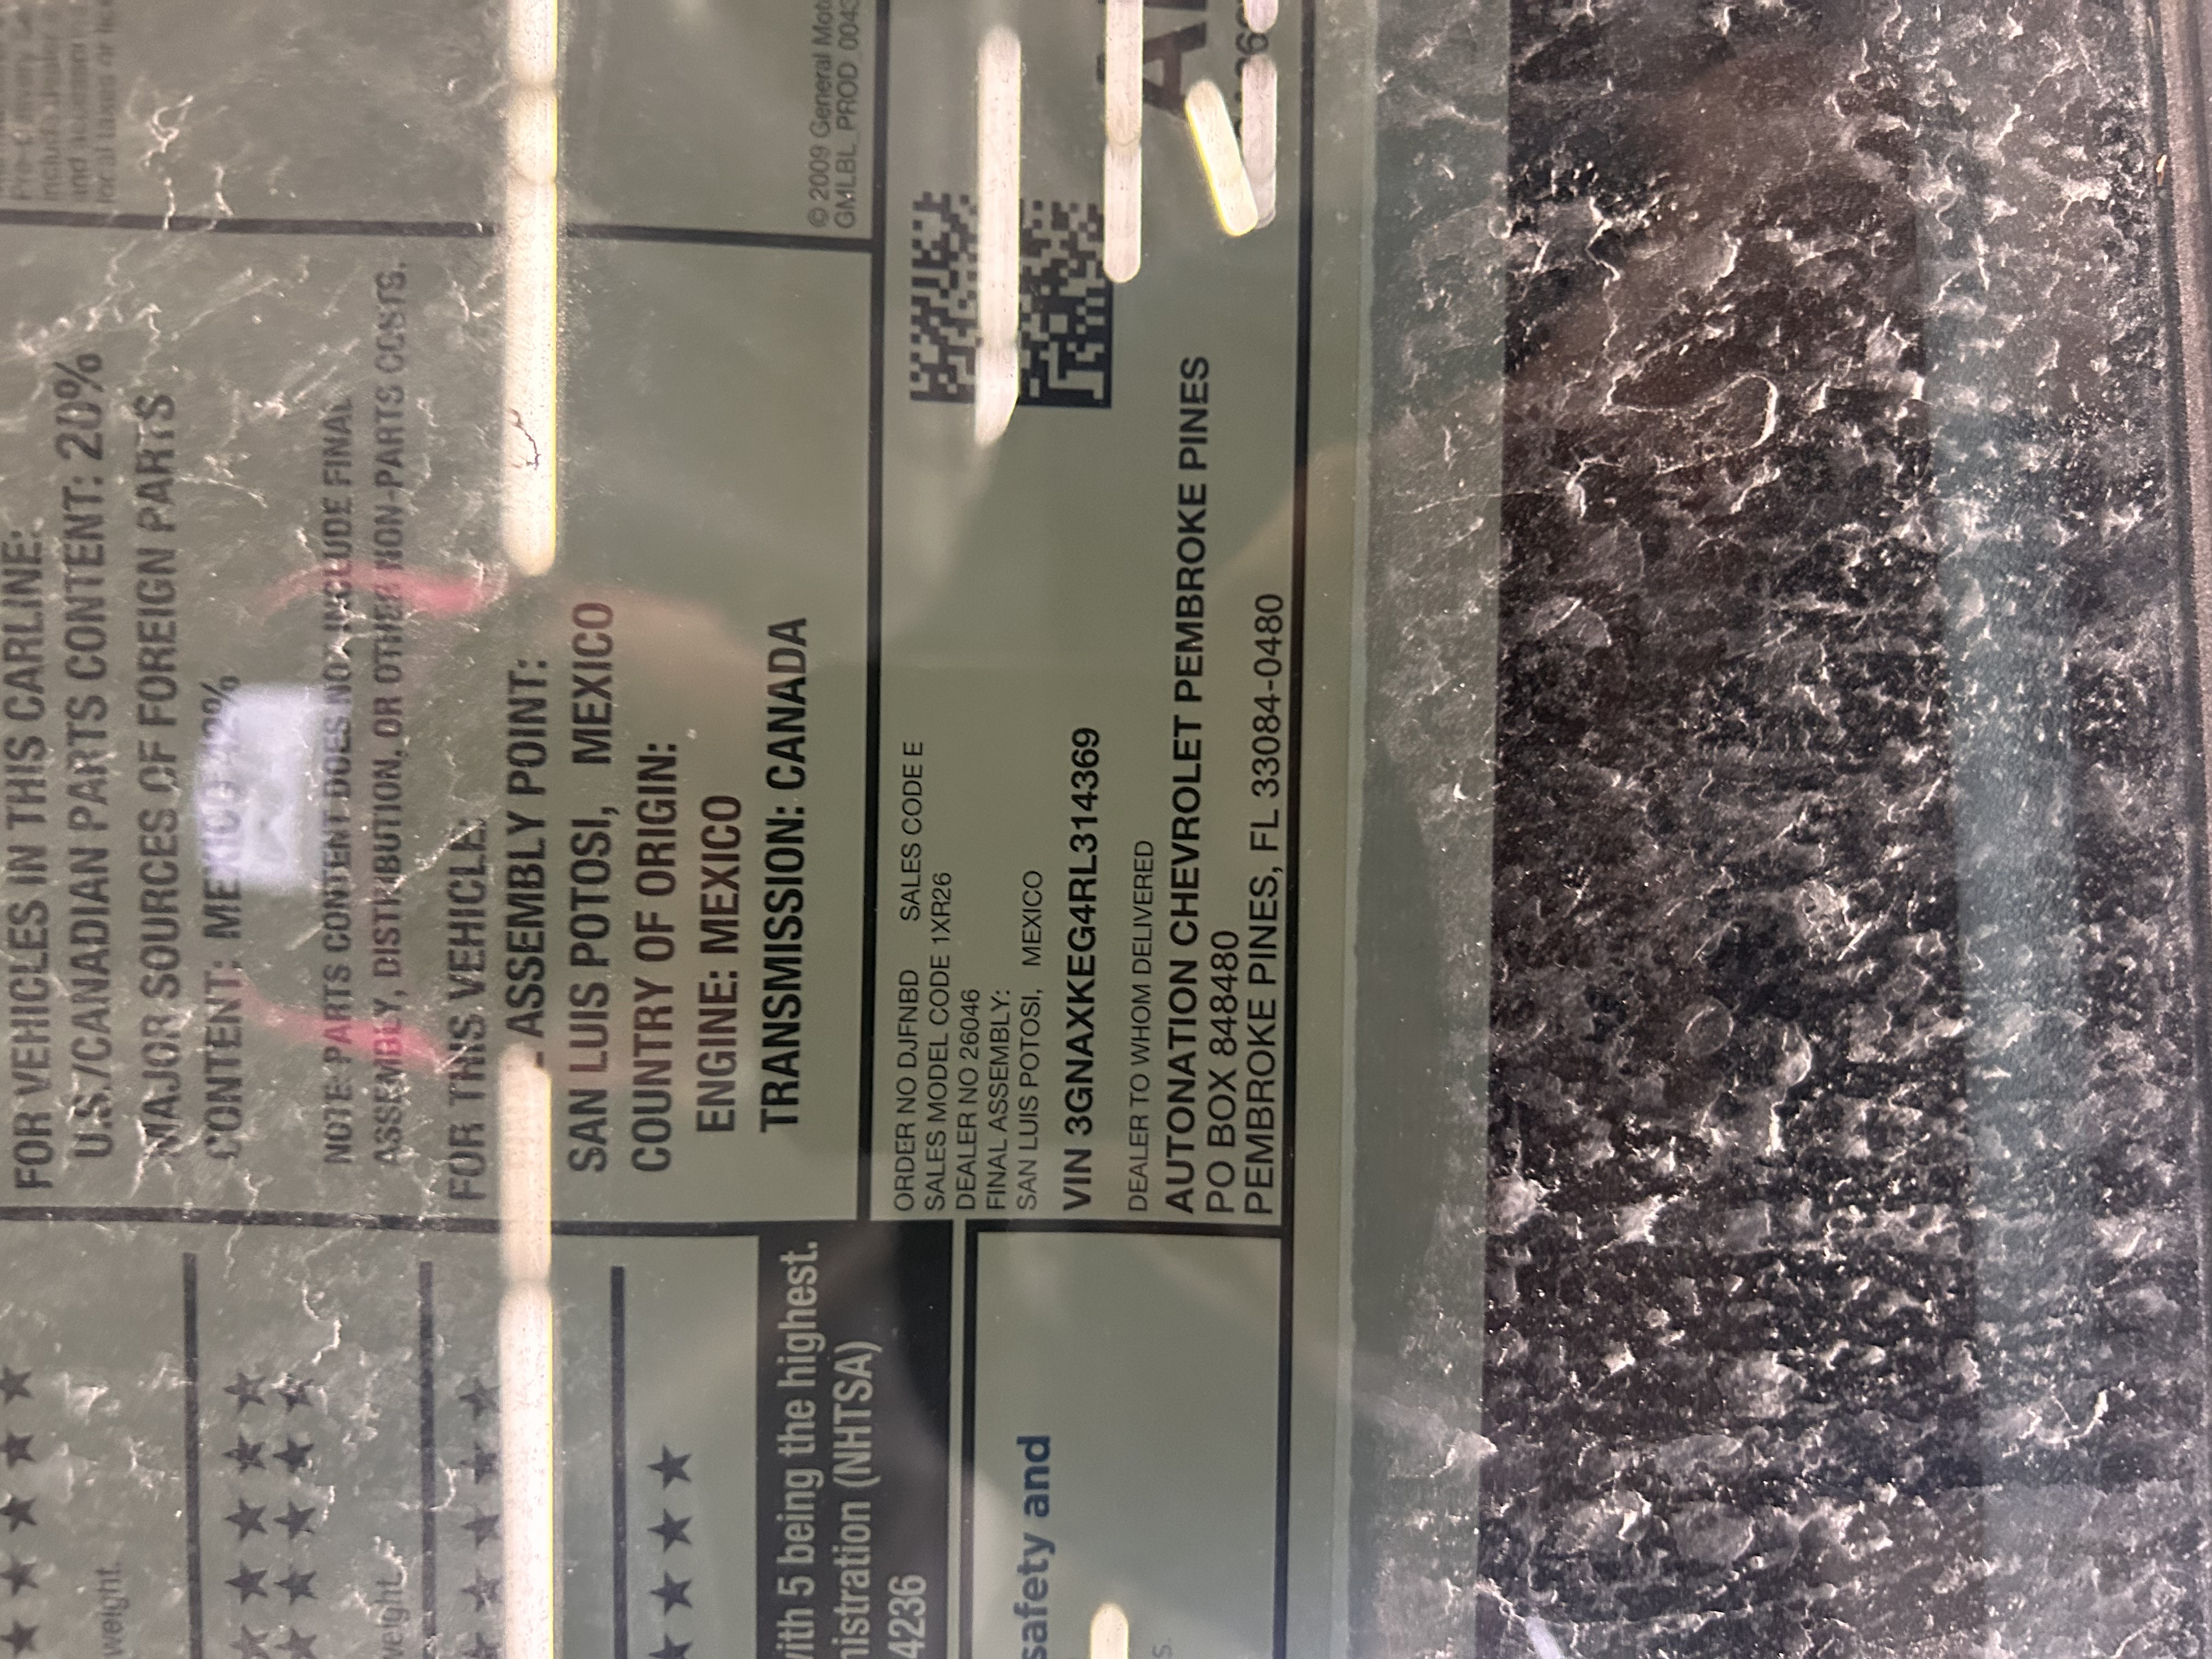 FOR VEHICLES IN THIS CARLINE:
U.S./CANADIAN PARTS CONTENT: 20%
MAJOR SOURCES OF FOREIGN PARTS
CONTENT: MEXICO 42%
NOTE: PARTS CONTENT DOES NOT INCLUDE FINAL
ASSEMBLY, DISTRIBUTION, OR OTHER NON-PARTS COSTS.
FOR THIS VEHICLE:
ASSEMBLY POINT:
SAN LUIS POTOSI, MEXICO
COUNTRY OF ORIGIN:
ENGINE: MEXICO
TRANSMISSION: CANADA
ORDER NO DJFNBD SALES CODE E
SALES MODEL CODE 1XR26
DEALER NO 26046
FINAL ASSEMBLY:
SAN LUIS POTOSI, MEXICO
VIN 3GNAXKEG4RL314369
DEALER TO WHOM DELIVERED
AUTONATION CHEVROLET PEMBROKE PINES
PO BOX 848480
PEMBROKE PINES, FL 33084-0480
weight.
weight.
with 5 being the highest.
(NHTSA)
4236
safety and
© 2009 General
GMLBL_PROD_0043